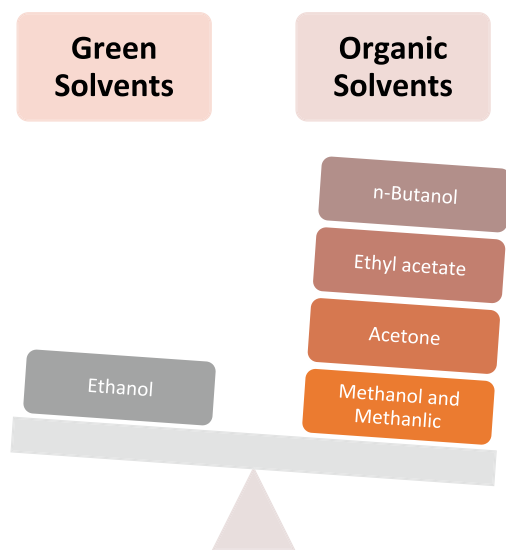 Green
Solvents
Organic
Solvents
n-Butanol
Ethyl acetate
Acetone
Methanol and
Methanlic
Ethanol